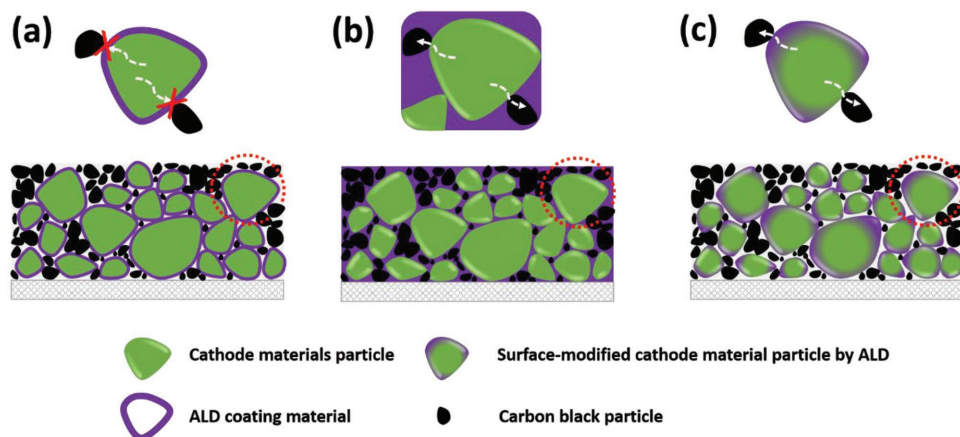 (a)
(b)
(c)
Cathode materials particle
Surface-modified cathode material particle by ALD
ALD coating material
Carbon black particle